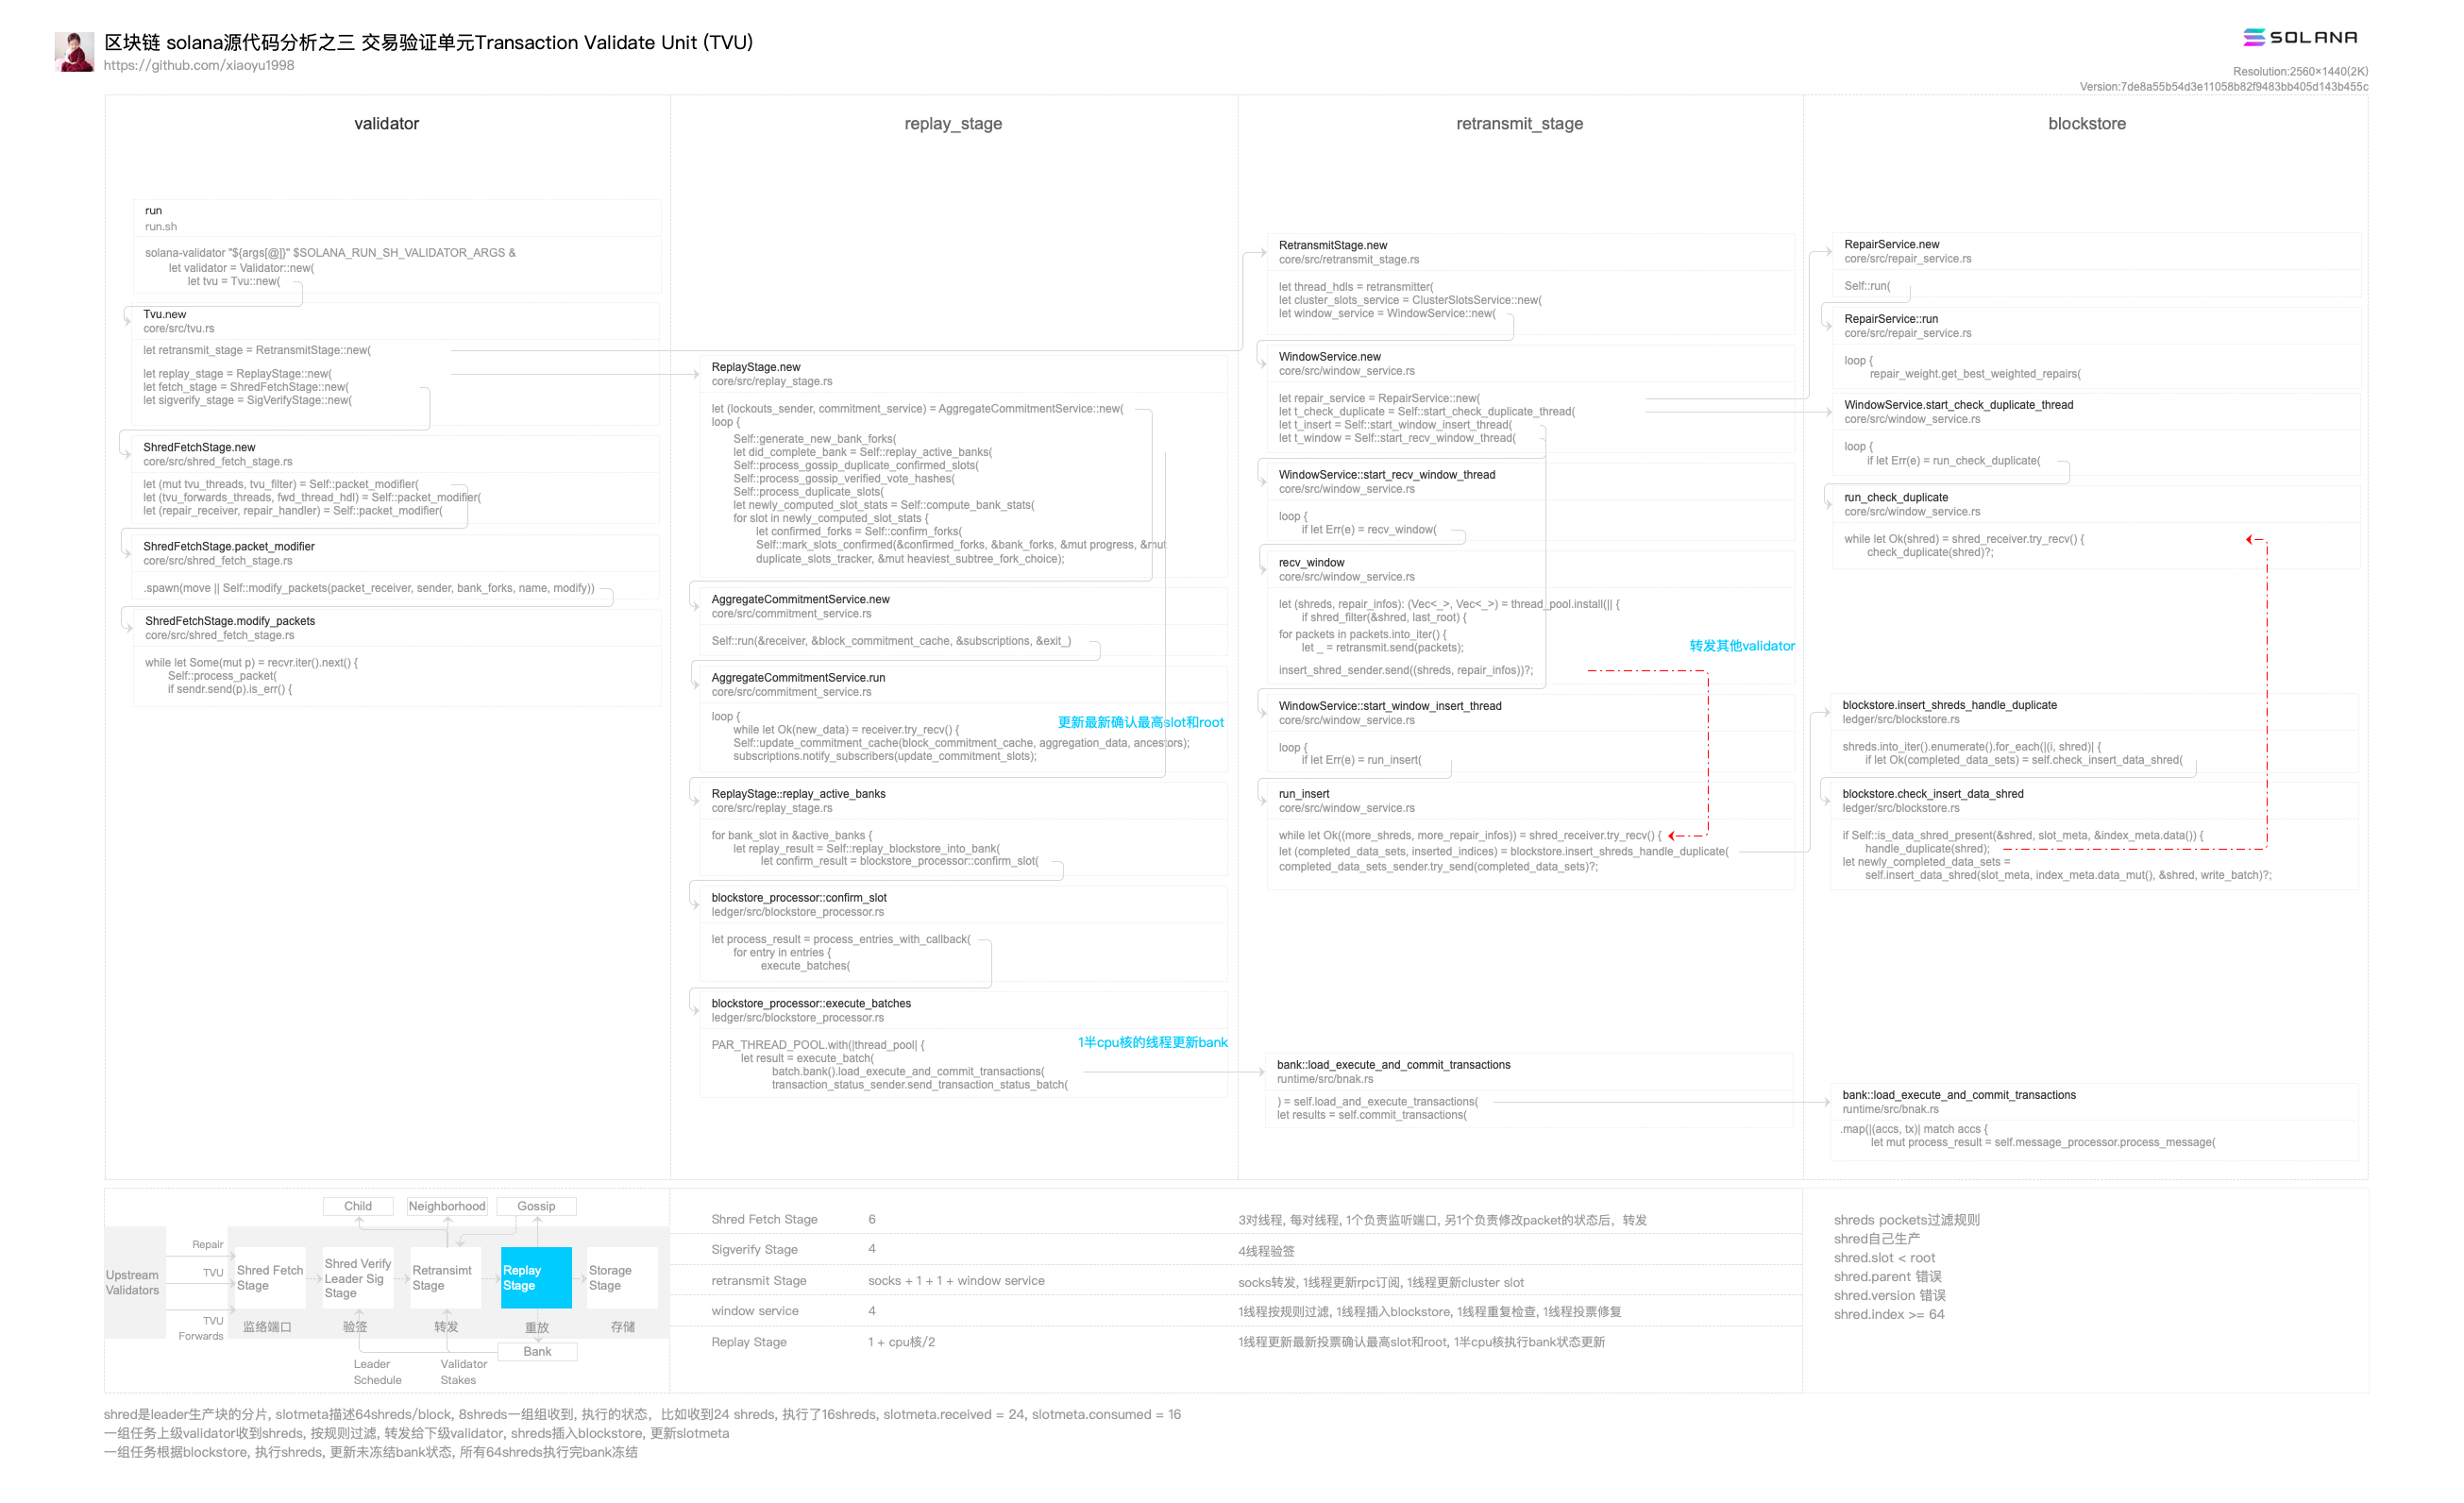 区块链 solana源代码分析之三 交易验证单元Transaction Validate Unit (TVU)
https://github.com/xiaoyu1998
SOLANA
Resolution:2560×1440(2K)
Version:7de8a55b54d3e11058b82f9483bb405d143b455c
validator
run
run.sh
solana-validator "${args[@]}" $SOLANA_RUN_SH_VALIDATOR_ARGS &
let validator = Validator::new(
let tvu = Tvu::new(
Tvu.new
core/src/tvu.rs
let retransmit_stage = RetransmitStage::new(
let replay_stage = ReplayStage::new(
let fetch_stage = ShredFetchStage::new(
let sigverify_stage = SigVerifyStage::new(
ShredFetchStage.new
core/src/shred_fetch_stage.rs
let (mut tvu_threads, tvu_filter) = Self::packet_modifier(
let (tvu_forwards_threads, fwd_thread_hdl) = Self::packet_modifier(
let (repair_receiver, repair_handler) = Self::packet_modifier(
ShredFetchStage.packet_modifier
core/src/shred_fetch_stage.rs
.spawn(move || Self::modify_packets(packet_receiver, sender, bank_forks, name, modify))
ShredFetchStage.modify_packets
core/src/shred_fetch_stage.rs
while let Some(mut p) = recvr.iter().next() {
Self::process_packet(
if sendr.send(p).is_err() {
replay_stage
ReplayStage.new
core/src/replay_stage.rs
let (lockouts_sender, commitment_service) = AggregateCommitmentService::new(
loop {
Self::generate_new_bank_forks(
let did_complete_bank = Self::replay_active_banks(
Self::process_gossip_duplicate_confirmed_slots(
Self::process_gossip_verified_vote_hashes(
Self::process_duplicate_slots(
let newly_computed_slot_stats = Self::compute_bank_stats(
for slot in newly_computed_slot_stats {
let confirmed_forks = Self::confirm_forks(
Self::mark_slots_confirmed(&confirmed_forks, &bank_forks, &mut progress, &mut
duplicate_slots_tracker, &mut heaviest_subtree_fork_choice);
AggregateCommitmentService.new
core/src/commitment_service.rs
Self::run(&receiver, &block_commitment_cache, &subscriptions, &exit_)
AggregateCommitmentService.run
core/src/commitment_service.rs
loop {
更新最新确认最高slot和root
while let Ok(new_data) = receiver.try_recv() {
Self::update_commitment_cache(block_commitment_cache, aggregation_data, ancestors);
subscriptions.notify_subscribers(update_commitment_slots);
ReplayStage::replay_active_banks
core/src/replay_stage.rs
for bank_slot in &active_banks {
let replay_result = Self::replay_blockstore_into_bank(
let confirm_result = blockstore_processor::confirm_slot(
blockstore_processor::confirm_slot
ledger/src/blockstore_processor.rs
let process_result = process_entries_with_callback(
for entry in entries {
execute_batches(
blockstore_processor::execute_batches
ledger/src/blockstore_processor.rs
1半cpu核的线程更新bank
PAR_THREAD_POOL.with(|thread_pool| {
let result = execute_batch(
batch.bank().load_execute_and_commit_transactions(
transaction_status_sender.send_transaction_status_batch(
retransmit_stage
RetransmitStage.new
core/src/retransmit_stage.rs
let thread_hdls = retransmitter(
let cluster_slots_service = ClusterSlotsService::new(
let window_service = WindowService::new(
WindowService.new
core/src/window_service.rs
let repair_service = RepairService::new(
let t_check_duplicate = Self::start_check_duplicate_thread(
let t_insert = Self::start_window_insert_thread(
let t_window = Self::start_recv_window_thread(
WindowService::start_recv_window_thread
core/src/window_service.rs
loop {
if let Err(e) = recv_window(
recv_window
core/src/window_service.rs
let (shreds, repair_infos): (Vec<_>, Vec<_>) = thread_pool.install(|| {
if shred_filter(&shred, last_root) {
for packets in packets.into_iter() {
let _ = retransmit.send(packets);
转发其他validator
insert_shred_sender.send((shreds, repair_infos))?;
WindowService::start_window_insert_thread
core/src/window_service.rs
loop {
if let Err(e) = run_insert(
run_insert
core/src/window_service.rs
while let Ok((more_shreds, more_repair_infos)) = shred_receiver.try_recv() {
let (completed_data_sets, inserted_indices) = blockstore.insert_shreds_handle_duplicate(
completed_data_sets_sender.try_send(completed_data_sets)?;
bank::load_execute_and_commit_transactions
runtime/src/bnak.rs
) = self.load_and_execute_transactions(
let results = self.commit_transactions(
blockstore
RepairService.new
core/src/repair_service.rs
Self::run(
RepairService::run
core/src/repair_service.rs
loop {
repair_weight.get_best_weighted_repairs(
WindowService.start_check_duplicate_thread
core/src/window_service.rs
loop {
if let Err(e) = run_check_duplicate(
run_check_duplicate
core/src/window_service.rs
while let Ok(shred) = shred_receiver.try_recv() {
check_duplicate(shred)?;
blockstore.insert_shreds_handle_duplicate
ledger/src/blockstore.rs
shreds.into_iter().enumerate().for_each(|(i, shred)| {
if let Ok(completed_data_sets) = self.check_insert_data_shred(
blockstore.check_insert_data_shred
ledger/src/blockstore.rs
if Self::is_data_shred_present(&shred, slot_meta, &index_meta.data()) {
handle_duplicate(shred);
let newly_completed_data_sets =
self.insert_data_shred(slot_meta, index_meta.data_mut(), &shred, write_batch)?;
bank::load_execute_and_commit_transactions
runtime/src/bnak.rs
.map(|(accs, tx)| match accs {
let mut process_result = self.message_processor.process_message(
Child
Neighborhood
Gossip
Upstream
Validators
Repair
TVU
TVU
Forwards
Shred Fetch
Stage
Shred Verify
Leader Sig
Stage
Retransimt
Stage
Replay
Stage
Storage
Stage
监络端口
验签
转发
重放
存储
Bank
Leader
Schedule
Validator
Stakes
Shred Fetch Stage 6 3对线程, 每对线程, 1个负责监听端口, 另1个负责修改packet的状态后，转发
Sigverify Stage 4 4线程验签
retransmit Stage socks + 1 + 1 + window service socks转发, 1线程更新rpc订阅, 1线程更新cluster slot
window service 4 1线程按规则过滤, 1线程插入blockstore, 1线程重复检查, 1线程投票修复
Replay Stage 1 + cpu核/2 1线程更新最新投票确认最高slot和root, 1半cpu核执行bank状态更新
shreds pockets过滤规则
shred自己生产
shred.slot < root
shred.parent 错误
shred.version 错误
shred.index >= 64
shred是leader生产块的分片, slotmeta描述64shreds/block, 8shreds一组组收到, 执行的状态，比如收到24 shreds, 执行了16shreds, slotmeta.received = 24, slotmeta.consumed = 16
一组任务上级validator收到shreds, 按规则过滤, 转发给下级validator, shreds插入blockstore, 更新slotmeta
一组任务根据blockstore, 执行shreds, 更新未冻结bank状态, 所有64shreds执行完bank冻结